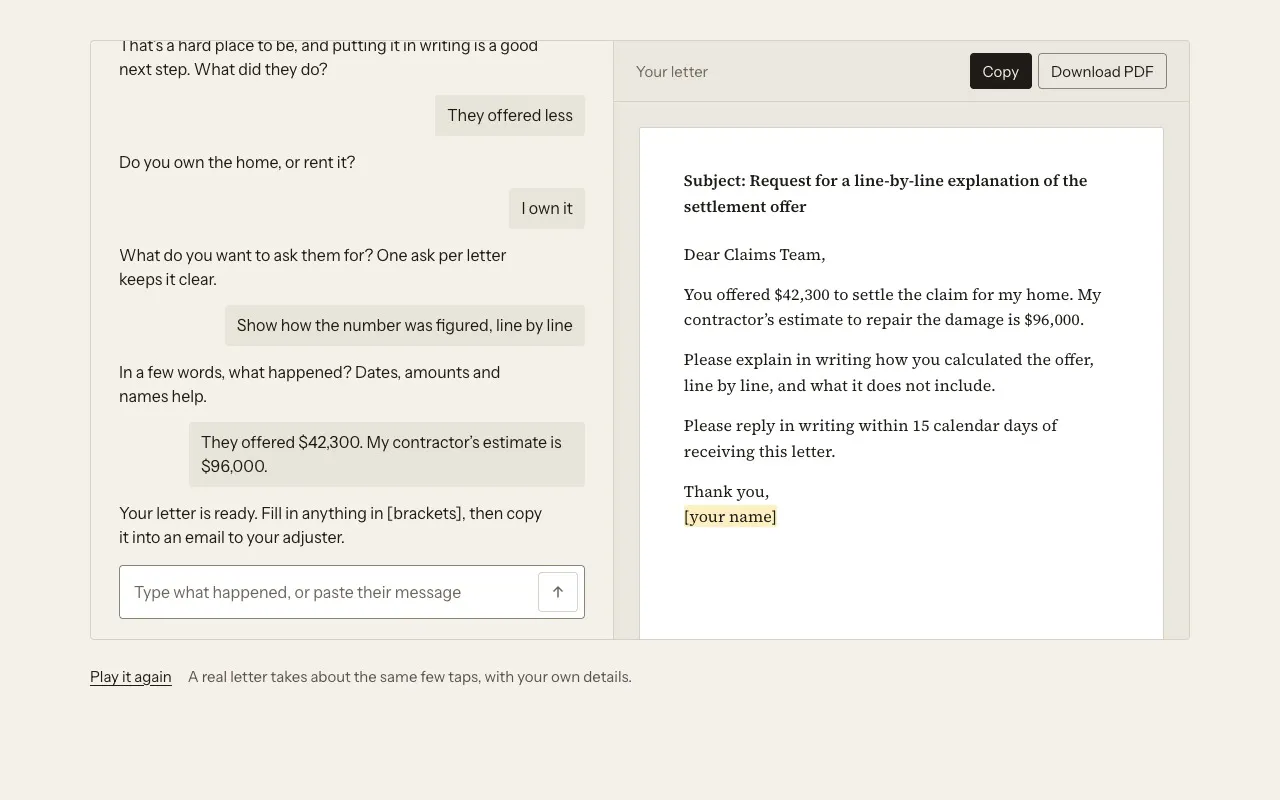 That's a hard place to be, and putting it in writing is a good
next step. What did they do?
They offered less
Do you own the home, or rent it?
I own it
What do you want to ask them for? One ask per letter
keeps it clear.
Show how the number was figured, line by line
In a few words, what happened? Dates, amounts and
names help.
They offered $42,300. My contractor’s estimate is
$96,000.
Your letter is ready. Fill in anything in [brackets], then copy
it into an email to your adjuster.
Type what happened, or paste their message
Your letter
Copy
Download PDF
Subject: Request for a line-by-line explanation of the
settlement offer
Dear Claims Team,
You offered $42,300 to settle the claim for my home. My
contractor’s estimate to repair the damage is $96,000.
Please explain in writing how you calculated the offer,
line by line, and what it does not include.
Please reply in writing within 15 calendar days of
receiving this letter.
Thank you,
[your name]
Play it again
A real letter takes about the same few taps, with your own details.